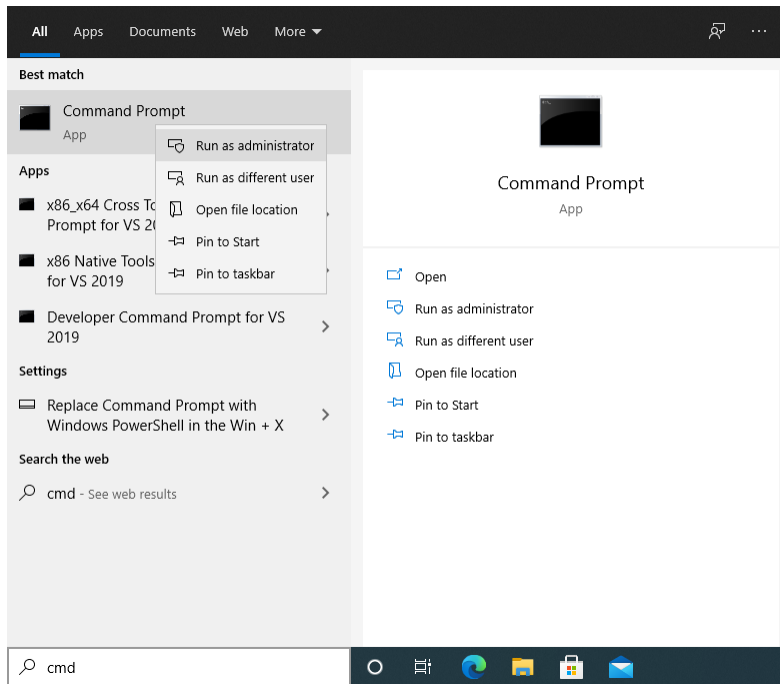 All Apps Documents Web More
Best match
Command Prompt
App
Run as administrator
Run as different user
Open file location
Pin to Start
Pin to taskbar
Apps
x86_x64 Cross To
Prompt for VS 20
x86 Native Tools
for VS 2019
Developer Command Prompt for VS
2019
Settings
Replace Command Prompt with
Windows PowerShell in the Win + X
Search the web
cmd - See web results
cmd
Command Prompt
App
Open
Run as administrator
Run as different user
Open file location
Pin to Start
Pin to taskbar